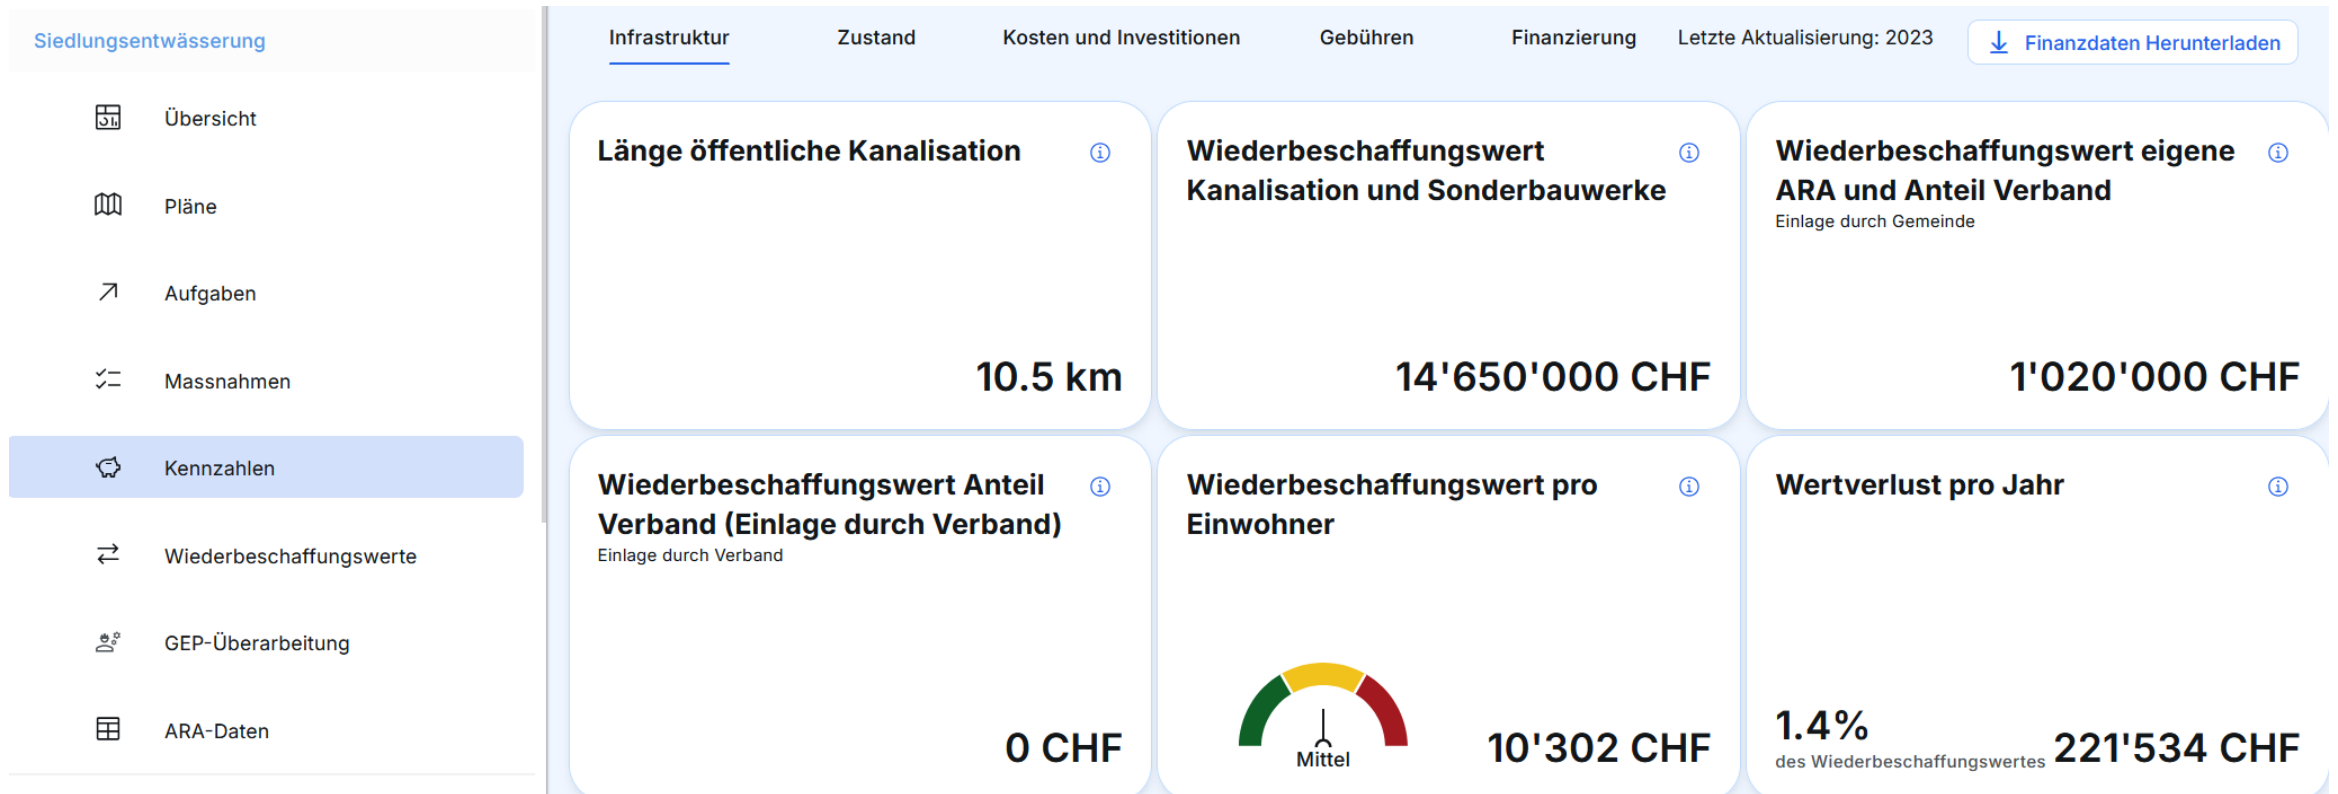 Siedlungsentwässerung
Übersicht
Pläne
Aufgaben
Massnahmen
Kennzahlen
Wiederbeschaffungswerte
GEP-Überarbeitung
ARA-Daten
Infrastruktur Zustand Kosten und Investitionen Gebühren Finanzierung Letzte Aktualisierung: 2023 Finanzdaten Herunterladen
Länge öffentliche Kanalisation
10.5 km
Wiederbeschaffungswert
Kanalisation und Sonderbauwerke
14'650'000 CHF
Wiederbeschaffungswert eigene
ARA und Anteil Verband
Einlage durch Gemeinde
1'020'000 CHF
Wiederbeschaffungswert Anteil
Verband (Einlage durch Verband)
Einlage durch Verband
0 CHF
Wiederbeschaffungswert pro
Einwohner
Mittel
10'302 CHF
Wertverlust pro Jahr
1.4%
des Wiederbeschaffungswertes
221'534 CHF